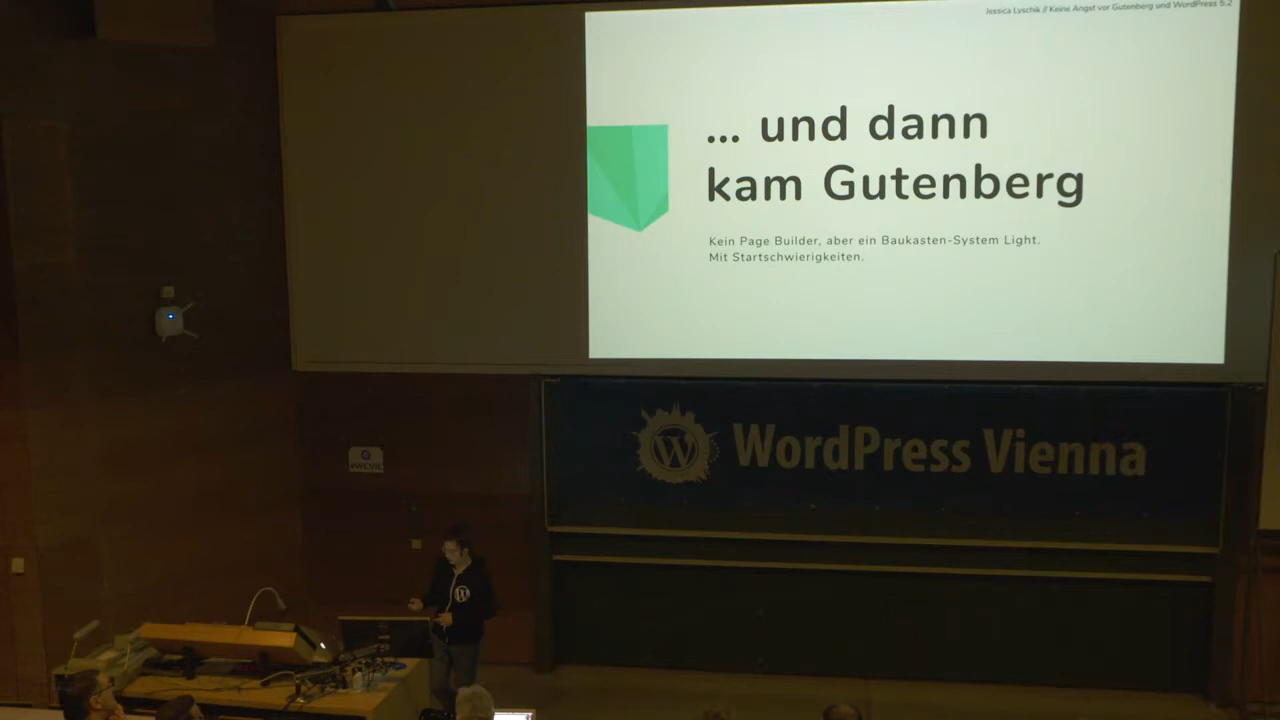 Jessica Lyschik // Keine Angst vor Gutenberg und WordPress 5.2
... und dann
kam Gutenberg
Kein Page Builder, aber ein Baukasten-System Light.
Mit Startschwierigkeiten.
WordPress Vienna
#WCVIE